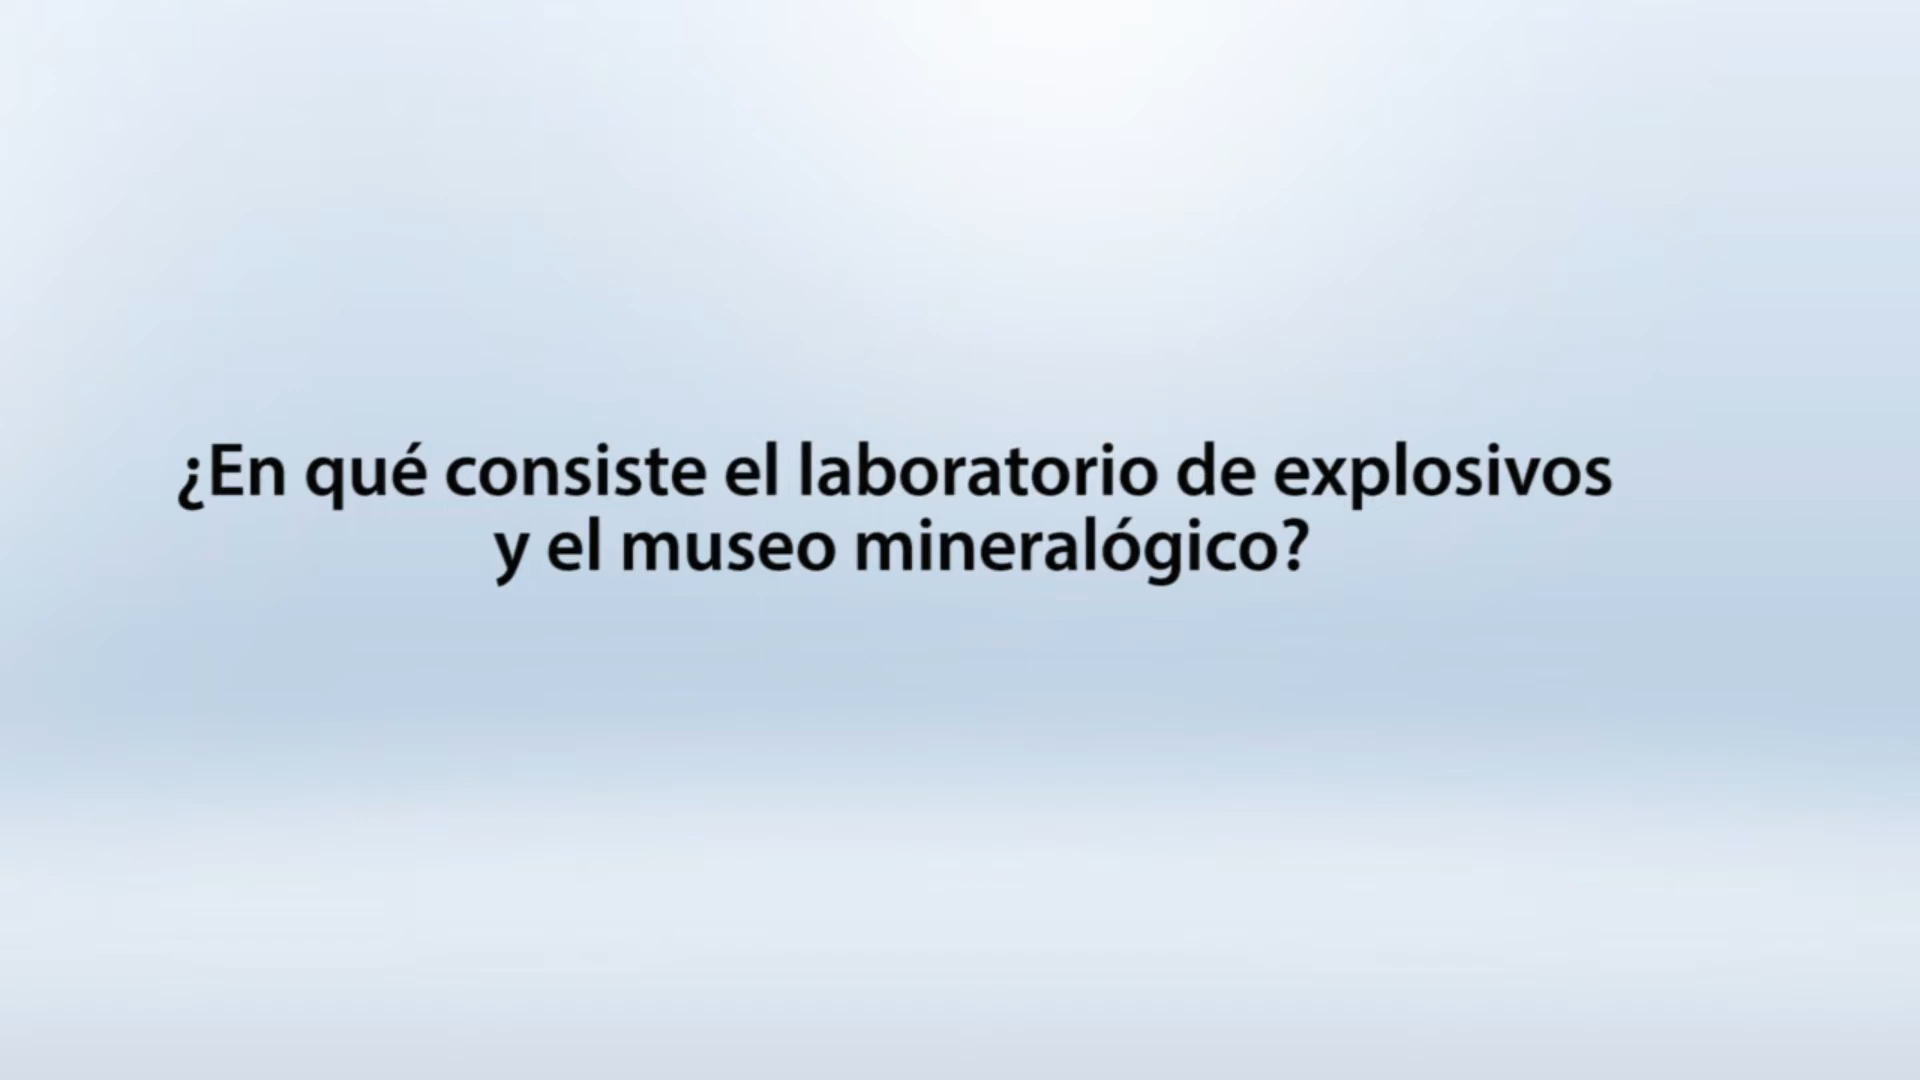 ¿En qué consiste el laboratorio de explosivos
y el museo mineralógico?